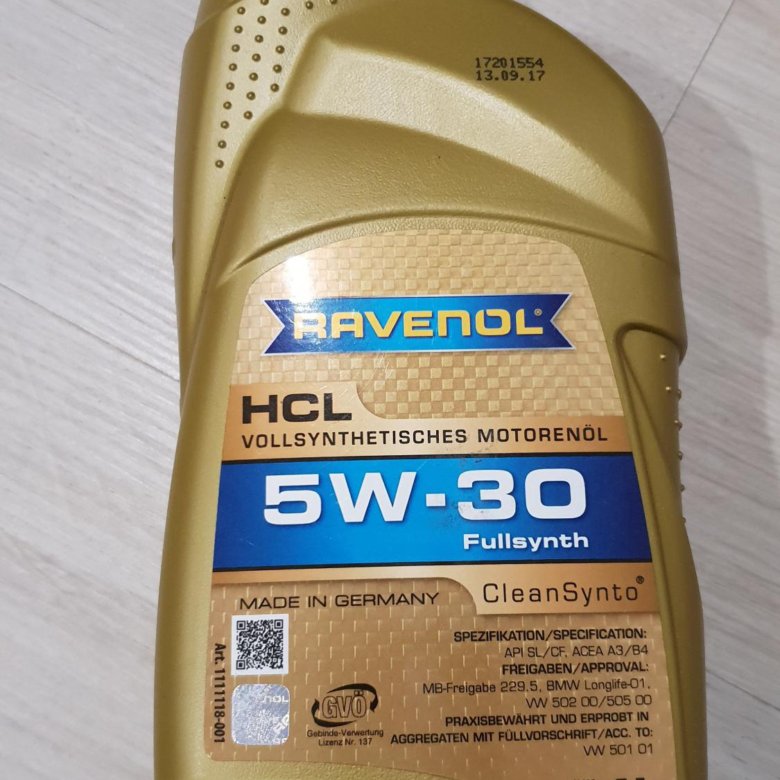 17201554
13.09.17
RAVENOL®
HCL
VOLLSYNTHETISCHES MOTORENÖL
5W-30
Fullsynth
CleanSynto®
MADE IN GERMANY
SPEZIFIKATION/SPECIFICATION:
API SL/CF, ACEA A3/B4
FREIGABEN/APPROVAL:
MB-Freigabe 229.5, BMW Longlife-01,
VW 502 00/505 00
PRAXISBEWÄHRT UND ERPROBT IN
AGGREGATEN MIT FÜLLVORSCHRIFT/ACC. TO:
VW 501 01
Art. 1111118-001
GVÖ
Gebinde-Verwertung
Lizenz Nr. 137